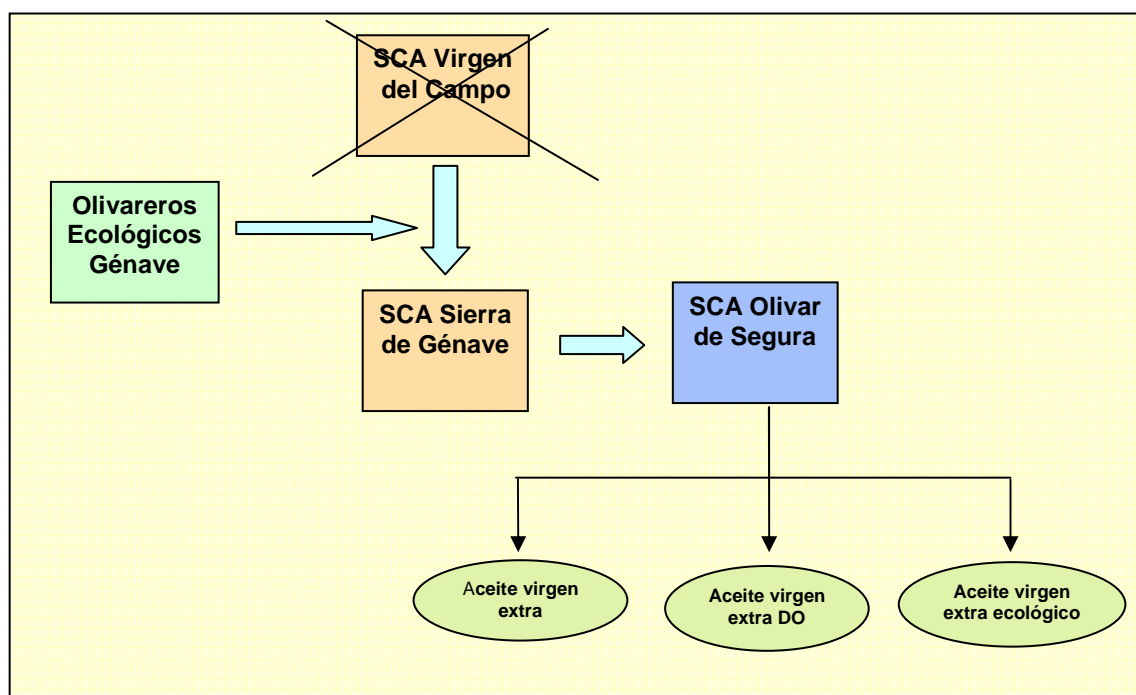 SCA Virgen
del Campo
Olivareros
Ecológicos
Génave
SCA Sierra
de Génave
SCA Olivar
de Segura
Aceite virgen
extra
Aceite virgen
extra DO
Aceite virgen
extra ecológico